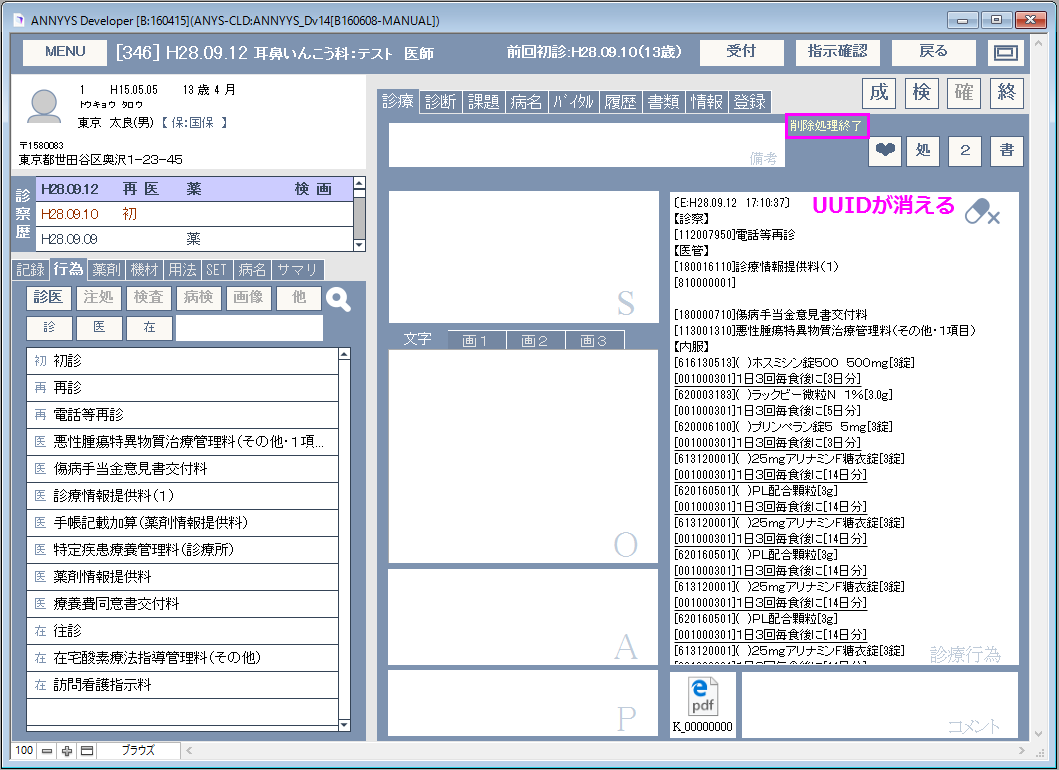 ANNYYS Developer [B:160415](ANYS-CLD:ANNYYS_Dv14[B160608-MANUAL])
MENU [346] H28.09.12 耳鼻いんこう科:テスト 医師 前回初診:H28.09.10(13歳) 受付 指示確認 戻る
1 H15.05.05 13 歳 4 月
トウキョウ タロウ
東京 太良(男)【 保:国保 】
〒1580083
東京都世田谷区奥沢1-23-45
診察歴
H28.09.12 再 医 薬 検 画
H28.09.10 初
H28.09.09 薬
記録 行為 薬剤 機材 用法 SET 病名 サマリ
診医 注処 検査 病検 画像 他
診 医 在
初 初診
再 再診
再 電話等再診
医 悪性腫瘍特異物質治療管理料(その他・1項...
医 傷病手当金意見書交付料
医 診療情報提供料(1)
医 手帳記載加算(薬剤情報提供料)
医 特定疾患療養管理料(診療所)
医 薬剤情報提供料
医 療養費同意書交付料
在 往診
在 在宅酸素療法指導管理料(その他)
在 訪問看護指示料
100 ブラウズ
診療 診断 課題 病名 バイタル 履歴 書類 情報 登録
成 検 確 終
削除処理終了
備考
処 2 書
S
文字 画1 画2 画3
O
A
P
(E:H28.09.12 17:10:37)
UUIDが消える
【診察】
[112007950]電話等再診
【医管】
[180016110]診療情報提供料(1)
[810000001]
[180000710]傷病手当金意見書交付料
[113001310]悪性腫瘍特異物質治療管理料(その他・1項目)
【内服】
[616130513]( )ホスミシン錠500 500mg[3錠]
[001000301]1日3回毎食後に[3日分]
[620003183]( )ラックビー微粒N 1%[3.0g]
[001000301]1日3回毎食後に[5日分]
[620006100]( )プリンペラン錠5 5mg[3錠]
[001000301]1日3回毎食後に[3日分]
[613120001]( )25mgアリナミンF糖衣錠[3錠]
[001000301]1日3回毎食後に[14日分]
[620160501]( )PL配合顆粒[3g]
[001000301]1日3回毎食後に[14日分]
[613120001]( )25mgアリナミンF糖衣錠[3錠]
[001000301]1日3回毎食後に[14日分]
[620160501]( )PL配合顆粒[3g]
[001000301]1日3回毎食後に[14日分]
[613120001]( )25mgアリナミンF糖衣錠[3錠]
[001000301]1日3回毎食後に[14日分]
[620160501]( )PL配合顆粒[3g]
[001000301]1日3回毎食後に[14日分]
[613120001]( )25mgアリナミンF糖衣錠[3錠]
診療行為
pdf
K_00000000
コメント